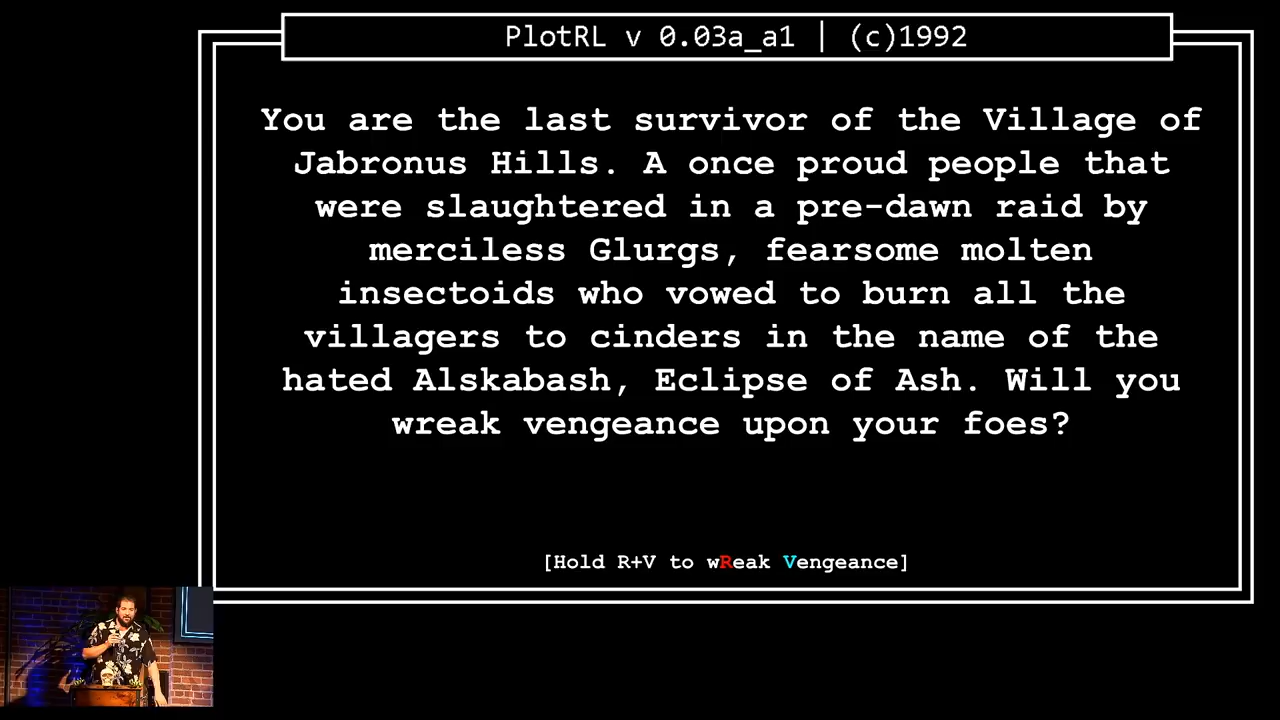 PlotRL v 0.03a_a1 | (c)1992
You are the last survivor of the Village of
Jabronus Hills. A once proud people that
were slaughtered in a pre-dawn raid by
merciless Glurgs, fearsome molten
insectoids who vowed to burn all the
villagers to cinders in the name of the
hated Alskabash, Eclipse of Ash. Will you
wreak vengeance upon your foes?
[Hold R+V to wReak Vengeance]